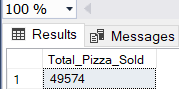 100 %
Results Messages
Total_Pizza_Sold
1 49574